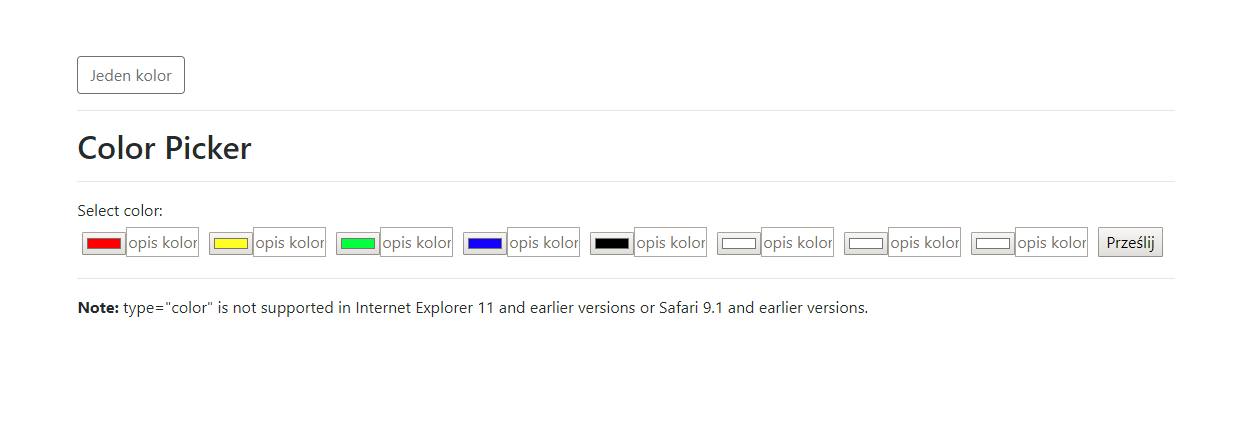 Jeden kolor
Color Picker
Select color:
opis kolor opis kolor opis kolor opis kolor opis kolor opis kolor opis kolor opis kolor Prześlij
Note: type="color" is not supported in Internet Explorer 11 and earlier versions or Safari 9.1 and earlier versions.